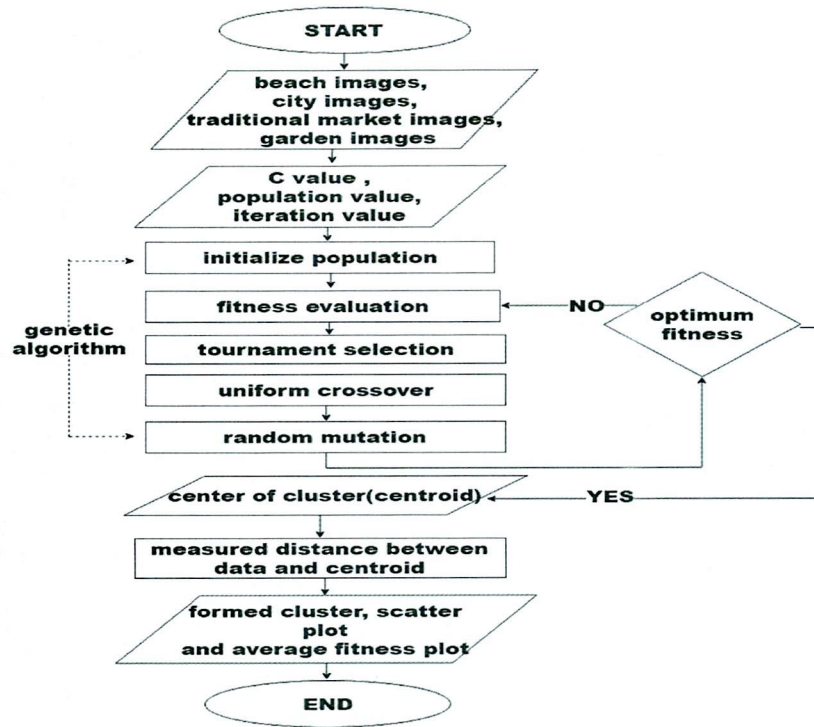 START
beach images,
city images,
traditional market images,
garden images
C value ,
population value,
iteration value
initialize population
fitness evaluation
NO
optimum
fitness
genetic
algorithm
tournament selection
uniform crossover
random mutation
center of cluster(centroid)
YES
measured distance between
data and centroid
formed cluster, scatter
plot
and average fitness plot
END